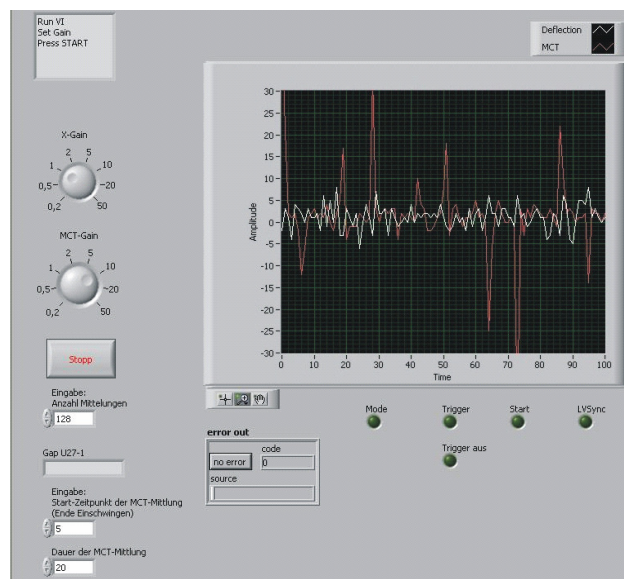 Run VI
Set Gain
Press START
Deflection
MCT
X-Gain
0,2
0,5
1
2
5
10
20
50
MCT-Gain
0,2
0,5
1
2
5
10
20
50
Stopp
Eingabe:
Anzahl Mittelungen
128
Gap U27-1
Eingabe:
Start-Zeitpunkt der MCT-Mittlung
(Ende Einschwingen)
5
Dauer der MCT-Mittlung
20
Amplitude
30
25
20
15
10
5
0
-5
-10
-15
-20
-25
-30
0 10 20 30 40 50 60 70 80 90 100
Time
error out
code
no error
0
source
Mode
Trigger
Start
LVSync
Trigger aus